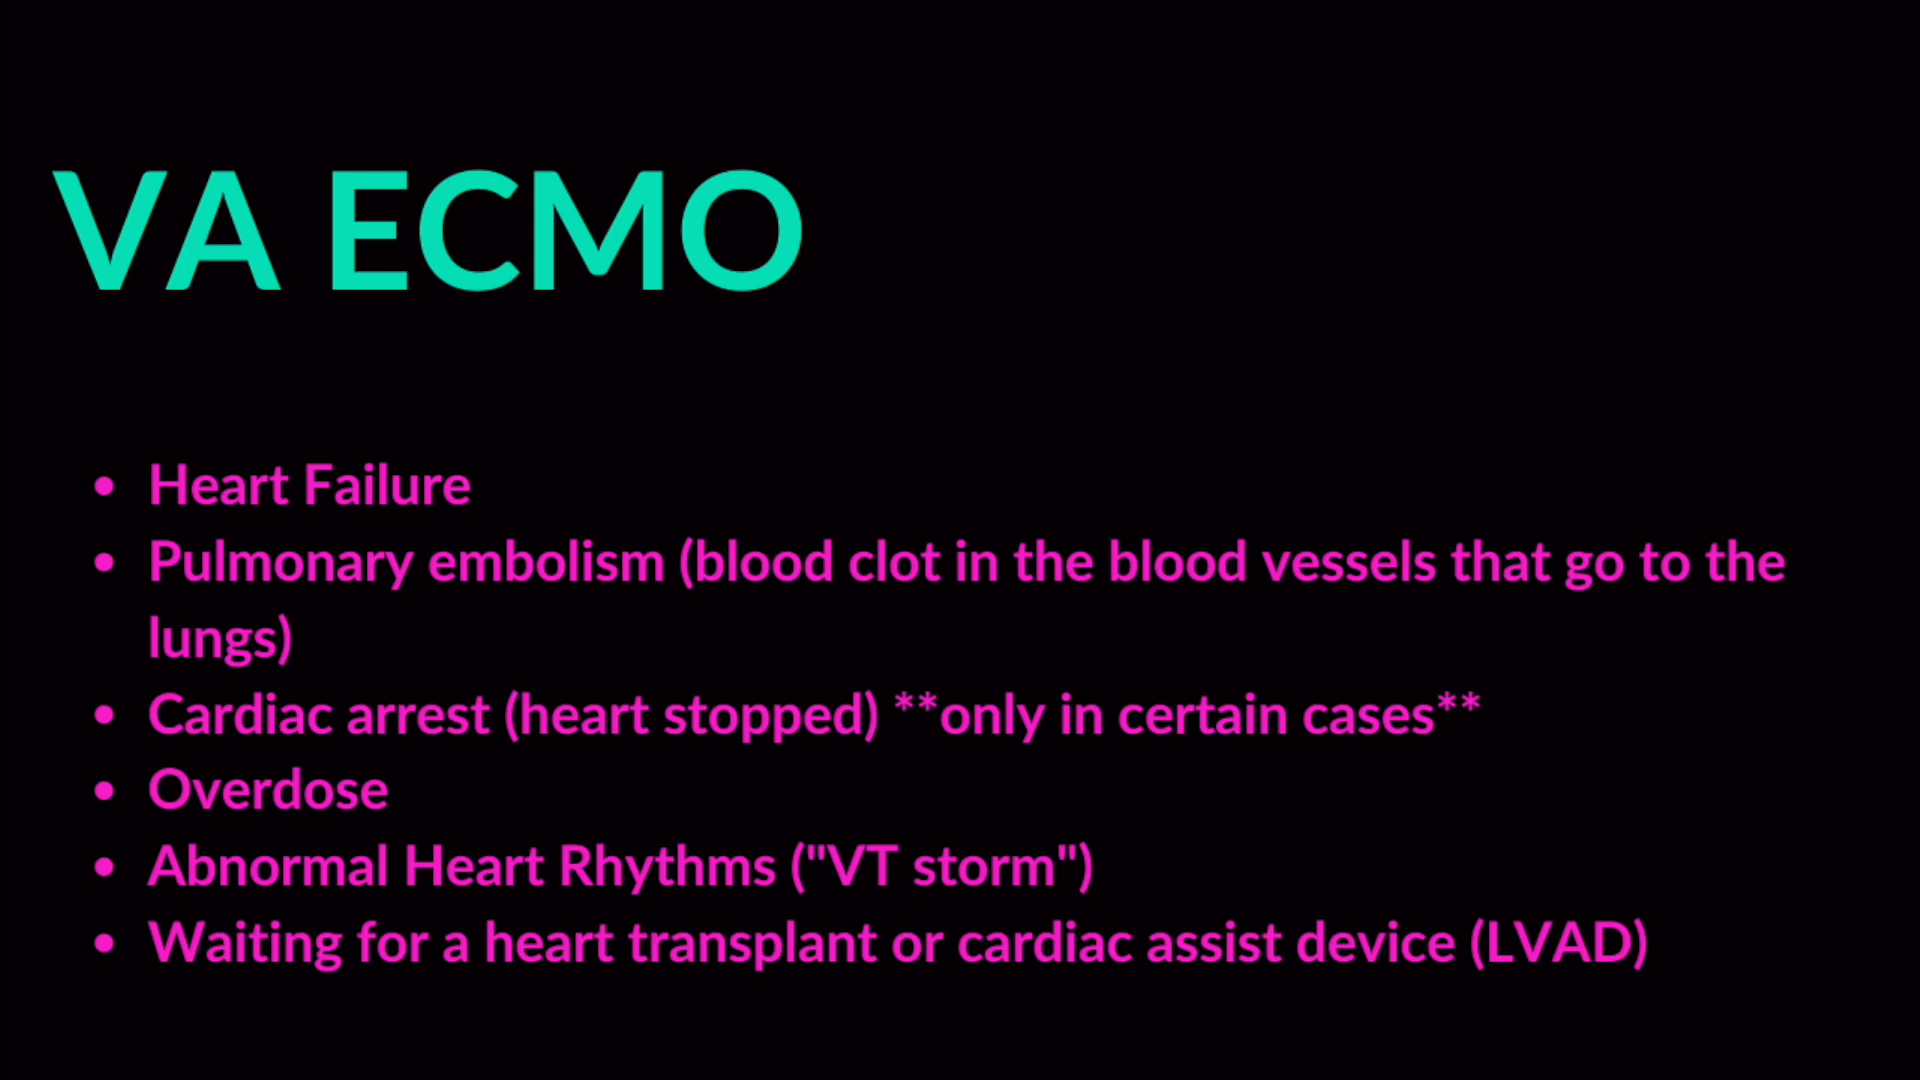 VA ECMO
• Heart Failure
• Pulmonary embolism (blood clot in the blood vessels that go to the
lungs)
• Cardiac arrest (heart stopped) **only in certain cases**
• Overdose
• Abnormal Heart Rhythms ("VT storm")
• Waiting for a heart transplant or cardiac assist device (LVAD)